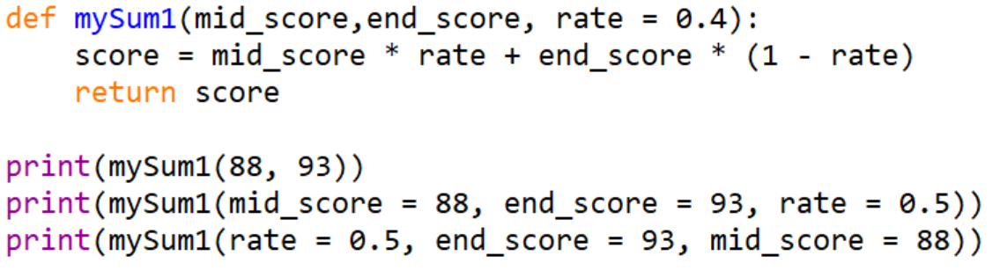 def mySum1(mid_score,end_score, rate = 0.4):
    score = mid_score * rate + end_score * (1 - rate)
    return score

print(mySum1(88, 93))
print(mySum1(mid_score = 88, end_score = 93, rate = 0.5))
print(mySum1(rate = 0.5, end_score = 93, mid_score = 88))